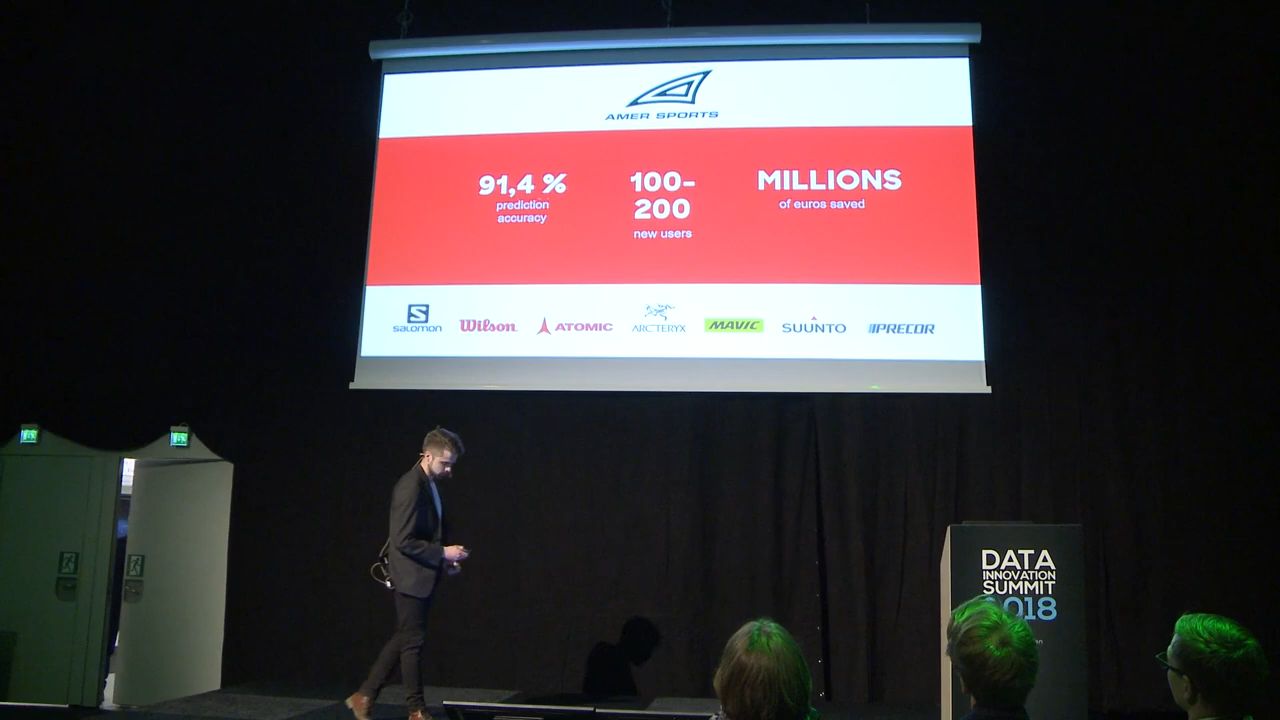 AMER SPORTS
91,4 %
prediction
accuracy
100-
200
new users
MILLIONS
of euros saved
SALOMON
Wilson
ATOMIC
ARC'TERYX
MAVIC
SUUNTO
PRECOR
DATA
INNOVATION
SUMMIT
2018